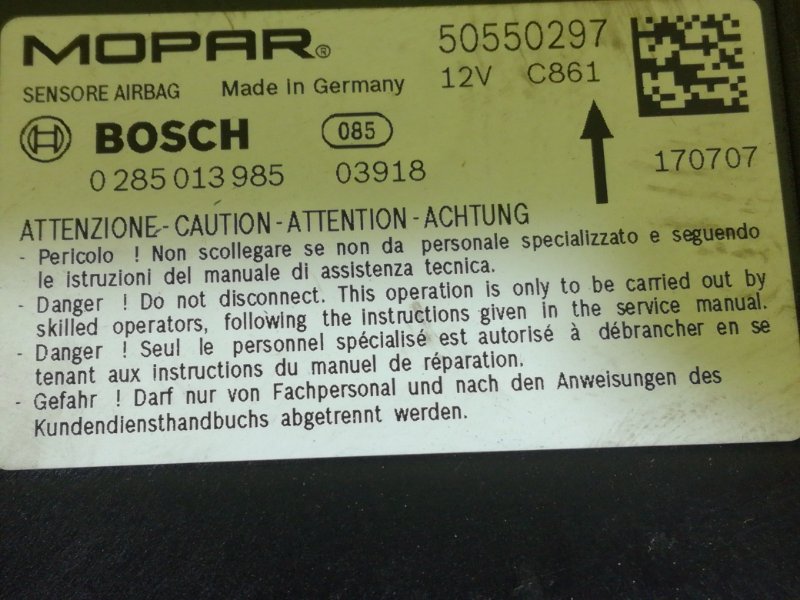 MOPAR® 50550297
SENSORE AIRBAG Made in Germany 12V C861
BOSCH 085
0 285 013 985 03918 170707
ATTENZIONE - CAUTION - ATTENTION - ACHTUNG
- Pericolo ! Non scollegare se non da personale specializzato e seguendo
le istruzioni del manuale di assistenza tecnica.
- Danger ! Do not disconnect. This operation is only to be carried out by
skilled operators, following the instructions given in the service manual.
- Danger ! Seul le personnel spécialisé est autorisé à débrancher en se
tenant aux instructions du manuel de réparation.
- Gefahr ! Darf nur von Fachpersonal und nach den Anweisungen des
Kundendiensthandbuchs abgetrennt werden.